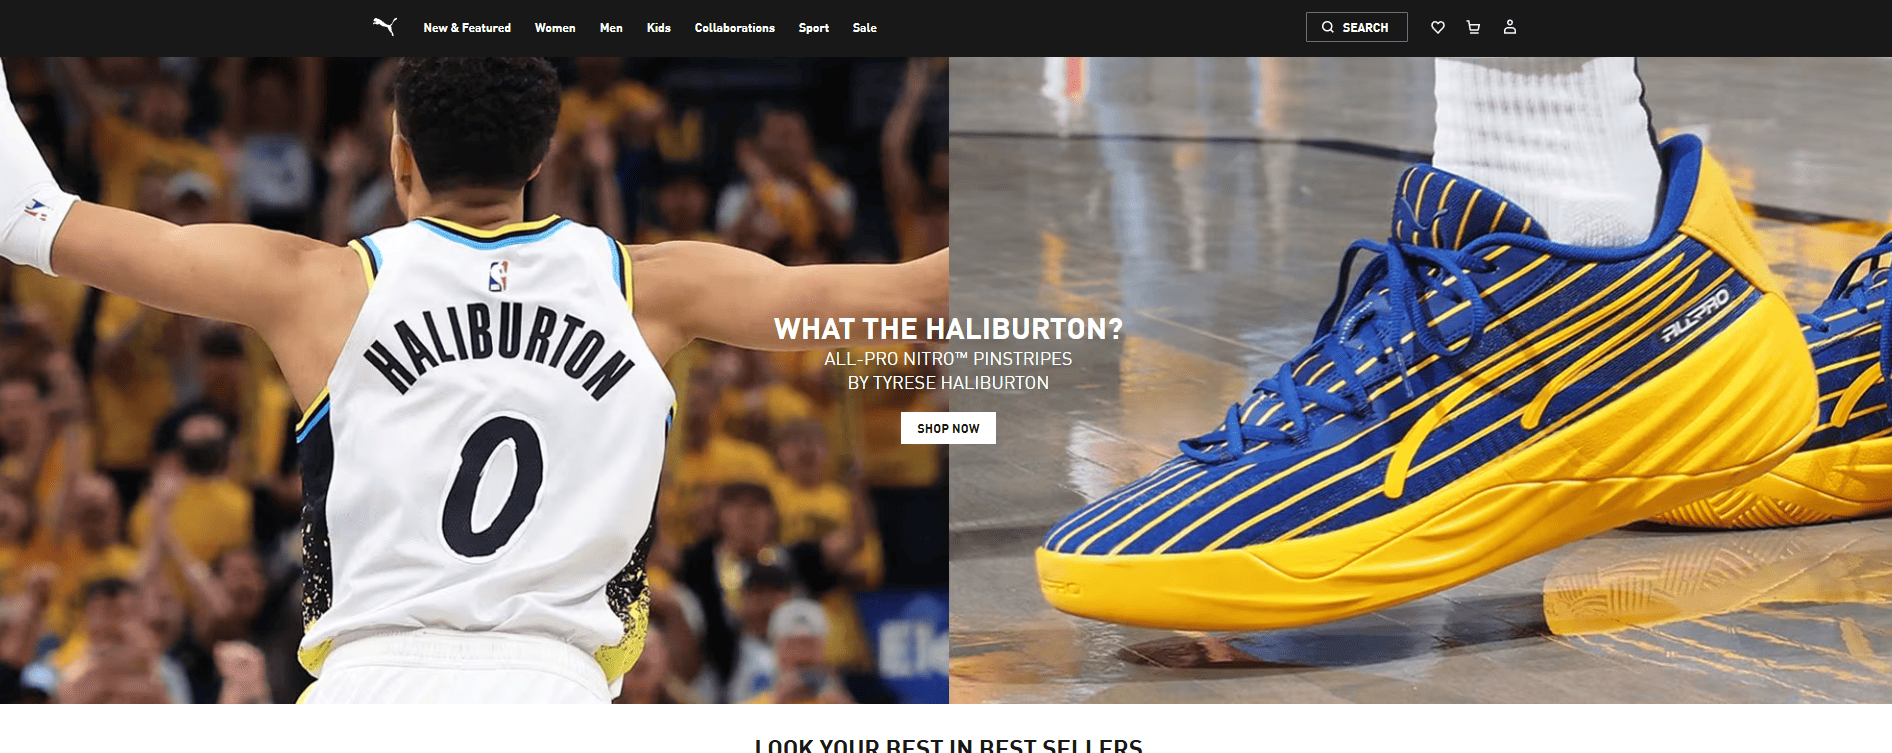 New & Featured
Women
Men
Kids
Collaborations
Sport
Sale
SEARCH
HALIBURTON
0
WHAT THE HALIBURTON?
ALL-PRO NITRO™ PINSTRIPES
BY TYRESE HALIBURTON
SHOP NOW
ALL-PRO
LOOK YOUR BEST IN BEST SELLERS